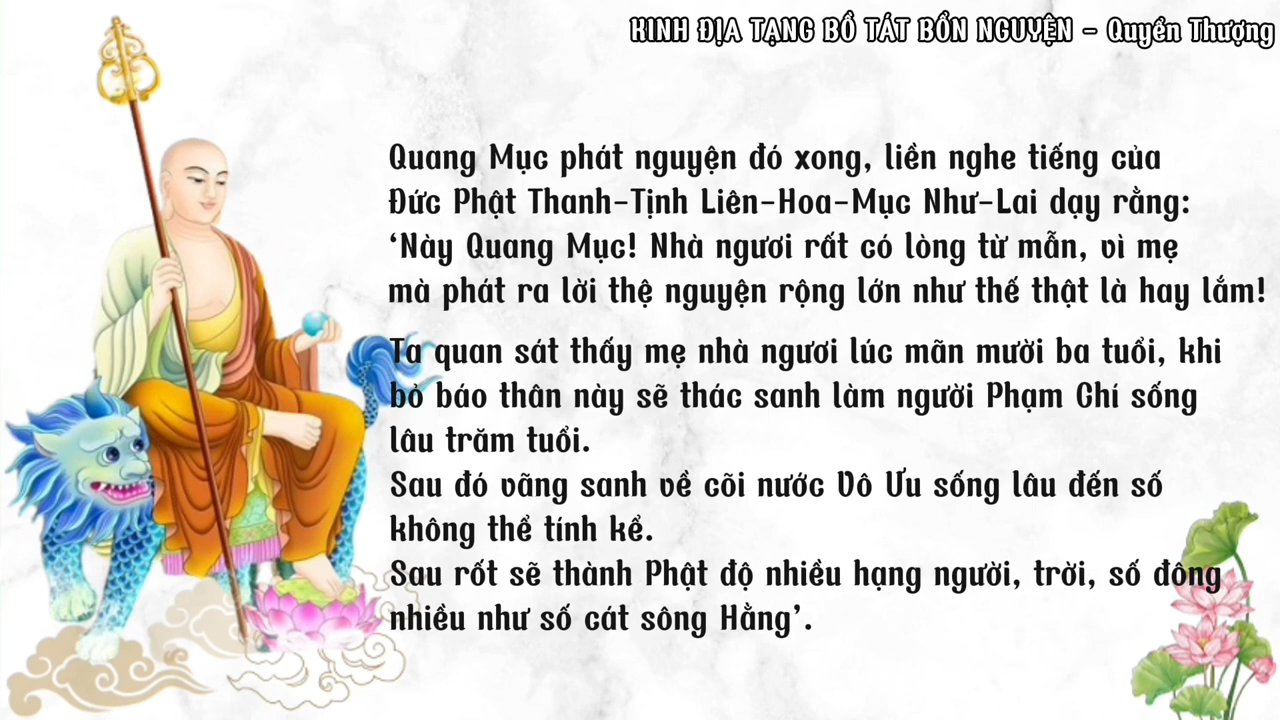 KINH ĐỊA TẠNG BỒ TÁT BỔN NGUYỆN - Quyển Thượng
Quang Mục phát nguyện đó xong, liền nghe tiếng của
Đức Phật Thanh-Tịnh Liên-Hoa-Mục Như-Lai dạy rằng:
‘Này Quang Mục! Nhà ngươi rất có lòng từ mẫn, vì mẹ
mà phát ra lời thệ nguyện rộng lớn như thế thật là hay lắm!
Ta quan sát thấy mẹ nhà ngươi lúc mãn mười ba tuổi, khi
bỏ báo thân này sẽ thác sanh làm người Phạm Chí sống
lâu trăm tuổi.
Sau đó vãng sanh về cõi nước Vô Ưu sống lâu đến số
không thể tính kể.
Sau rốt sẽ thành Phật độ nhiều hạng người, trời, số đông
nhiều như số cát sông Hằng’.